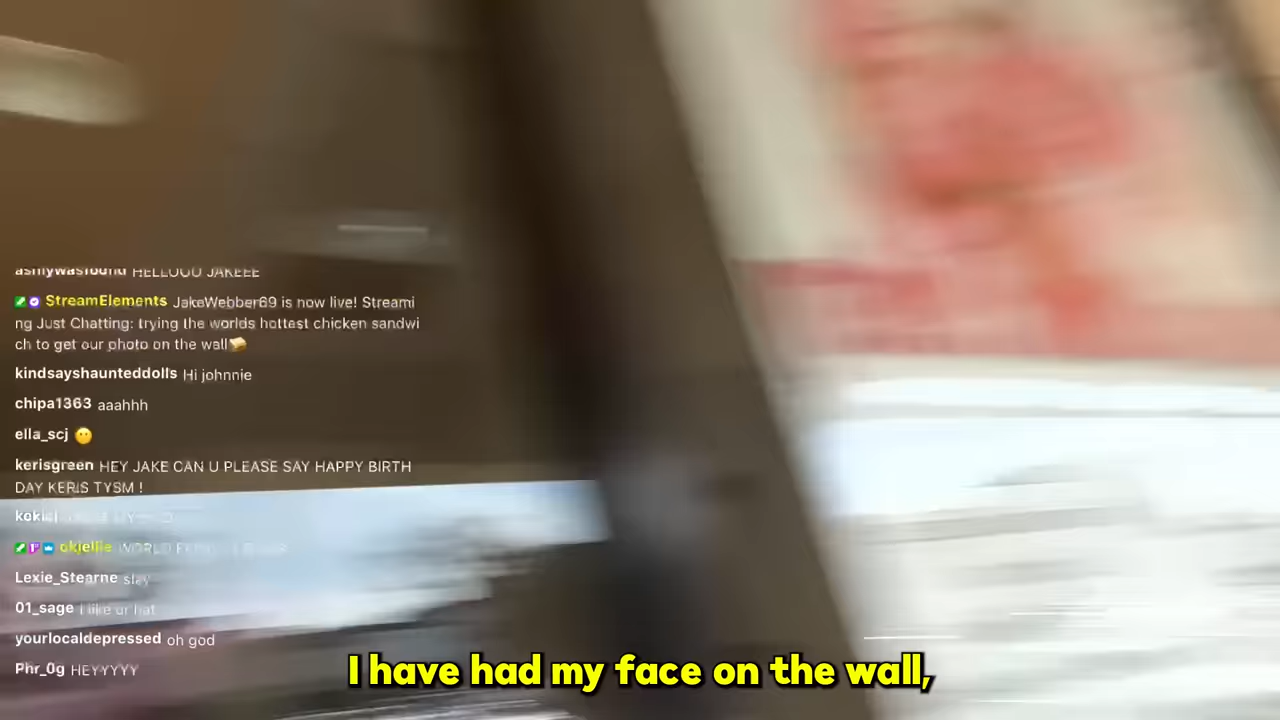 ashlywasfound HELLOOO JAKEEE
StreamElements JakeWebber69 is now live! Streami
ng Just Chatting: trying the worlds hottest chicken sandwi
ch to get our photo on the wall🥪
kindsayshaunteddolls Hi johnnie
chipa1363 aaahhh
ella_scj 😶
kerisgreen HEY JAKE CAN U PLEASE SAY HAPPY BIRTH
DAY KERIS TYSM !
okjellie WORLD
Lexie_Stearne slay
01_sage I like ur hat
yourlocaldepressed oh god
Phr_0g HEYYYYY
I have had my face on the wall,